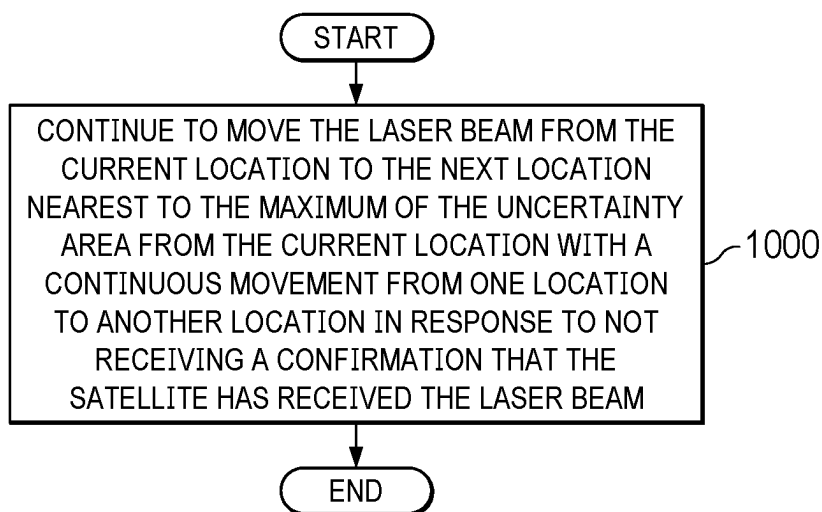 START
CONTINUE TO MOVE THE LASER BEAM FROM THE
CURRENT LOCATION TO THE NEXT LOCATION
NEAREST TO THE MAXIMUM OF THE UNCERTAINTY
AREA FROM THE CURRENT LOCATION WITH A
CONTINUOUS MOVEMENT FROM ONE LOCATION
TO ANOTHER LOCATION IN RESPONSE TO NOT
RECEIVING A CONFIRMATION THAT THE
SATELLITE HAS RECEIVED THE LASER BEAM
1000
END